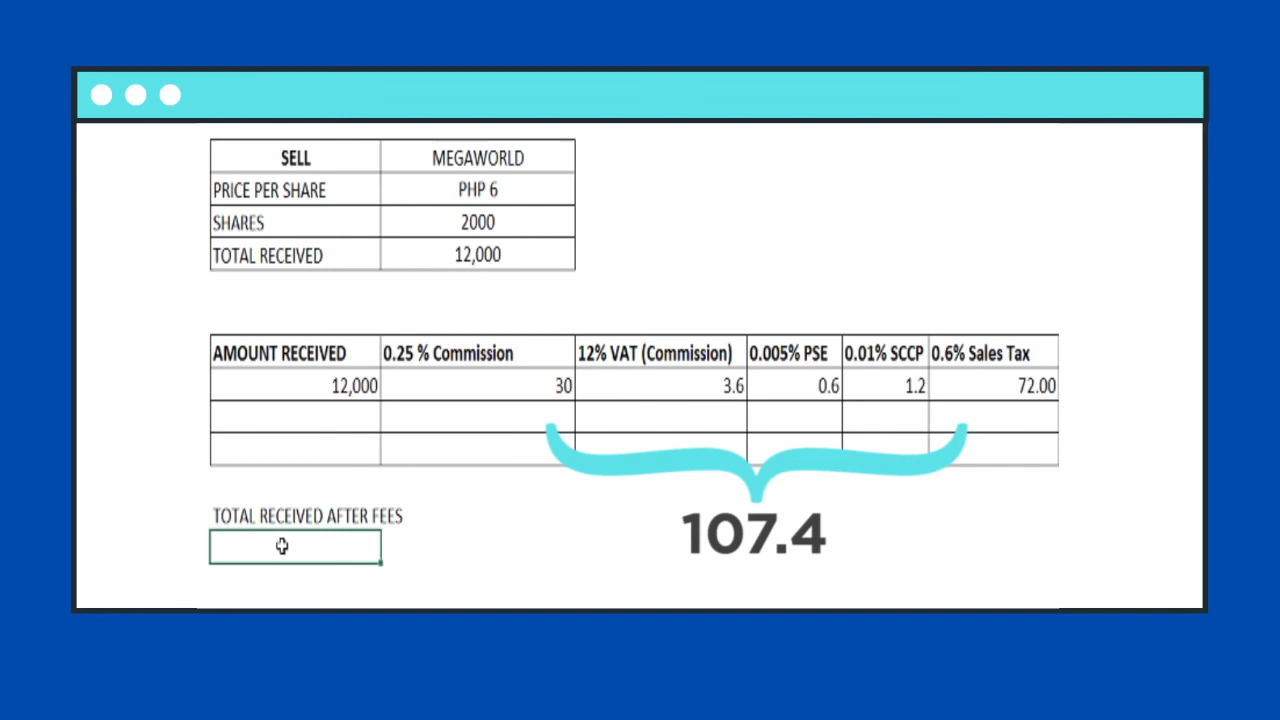 SELL MEGAWORLD
PRICE PER SHARE PHP 6
SHARES 2000
TOTAL RECEIVED 12,000
AMOUNT RECEIVED 0.25 % Commission 12% VAT (Commission) 0.005% PSE 0.01% SCCP 0.6% Sales Tax
12,000 30 3.6 0.6 1.2 72.00
TOTAL RECEIVED AFTER FEES
107.4